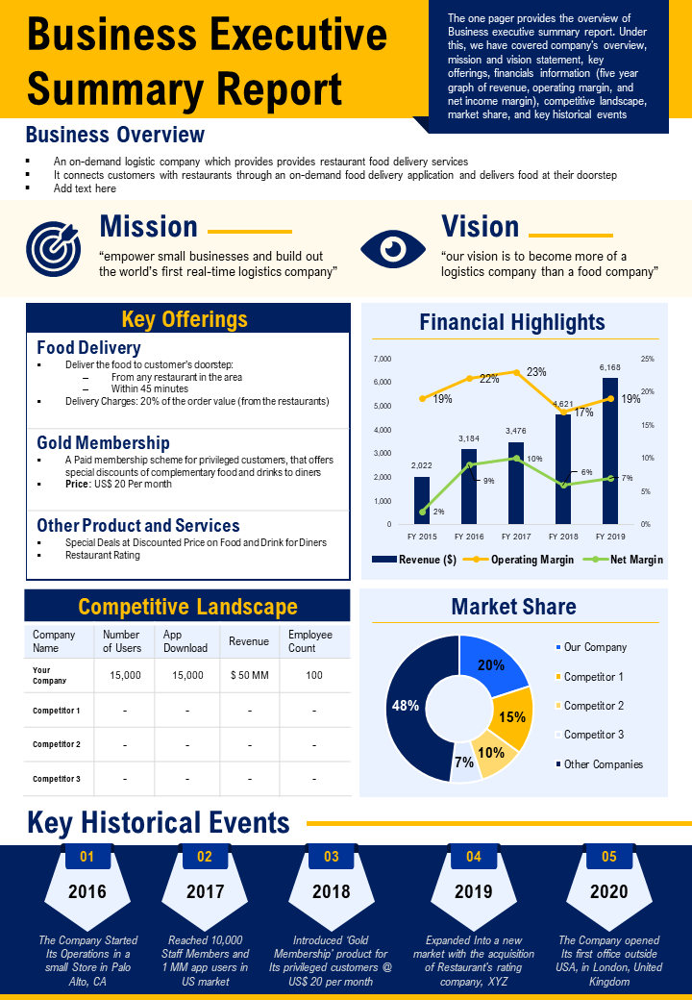 Business Executive
Summary Report
The one pager provides the overview of
Business executive summary report. Under
this, we have covered company's overview,
mission and vision statement, key
offerings, financials information (five year
graph of revenue, operating margin, and
net income margin), competitive landscape,
market share, and key historical events
Business Overview
▪ An on-demand logistic company which provides provides restaurant food delivery services
▪ It connects customers with restaurants through an on-demand food delivery application and delivers food at their doorstep
▪ Add text here
Mission
“empower small businesses and build out
the world's first real-time logistics company”
Vision
“our vision is to become more of a
logistics company than a food company”
Key Offerings
Food Delivery
▪ Deliver the food to customer's doorstep:
– From any restaurant in the area
– Within 45 minutes
▪ Delivery Charges: 20% of the order value (from the restaurants)
Gold Membership
▪ A Paid membership scheme for privileged customers, that offers
special discounts of complementary food and drinks to diners
▪ Price: US$ 20 Per month
Other Product and Services
▪ Special Deals at Discounted Price on Food and Drink for Diners
▪ Restaurant Rating
Financial Highlights
7,000
6,000
5,000
4,000
3,000
2,000
1,000
0
25%
20%
15%
10%
5%
0%
2,022
3,184
3,476
4,621
6,168
19%
22%
23%
17%
19%
2%
9%
10%
6%
7%
FY 2015 FY 2016 FY 2017 FY 2018 FY 2019
Revenue ($) Operating Margin Net Margin
Competitive Landscape
Company Name Number of Users App Download Revenue Employee Count
Your Company 15,000 15,000 $ 50 MM 100
Competitor 1 - - - -
Competitor 2 - - - -
Competitor 3 - - - -
Market Share
20%
15%
10%
7%
48%
Our Company
Competitor 1
Competitor 2
Competitor 3
Other Companies
Key Historical Events
01
2016
The Company Started
Its Operations in a
small Store in Palo
Alto, CA
02
2017
Reached 10,000
Staff Members and
1 MM app users in
US market
03
2018
Introduced ‘Gold
Membership’ product for
Its privileged customers @
US$ 20 per month
04
2019
Expanded Into a new
market with the acquisition
of Restaurant's rating
company, XYZ
05
2020
The Company opened
Its first office outside
USA, in London, United
Kingdom